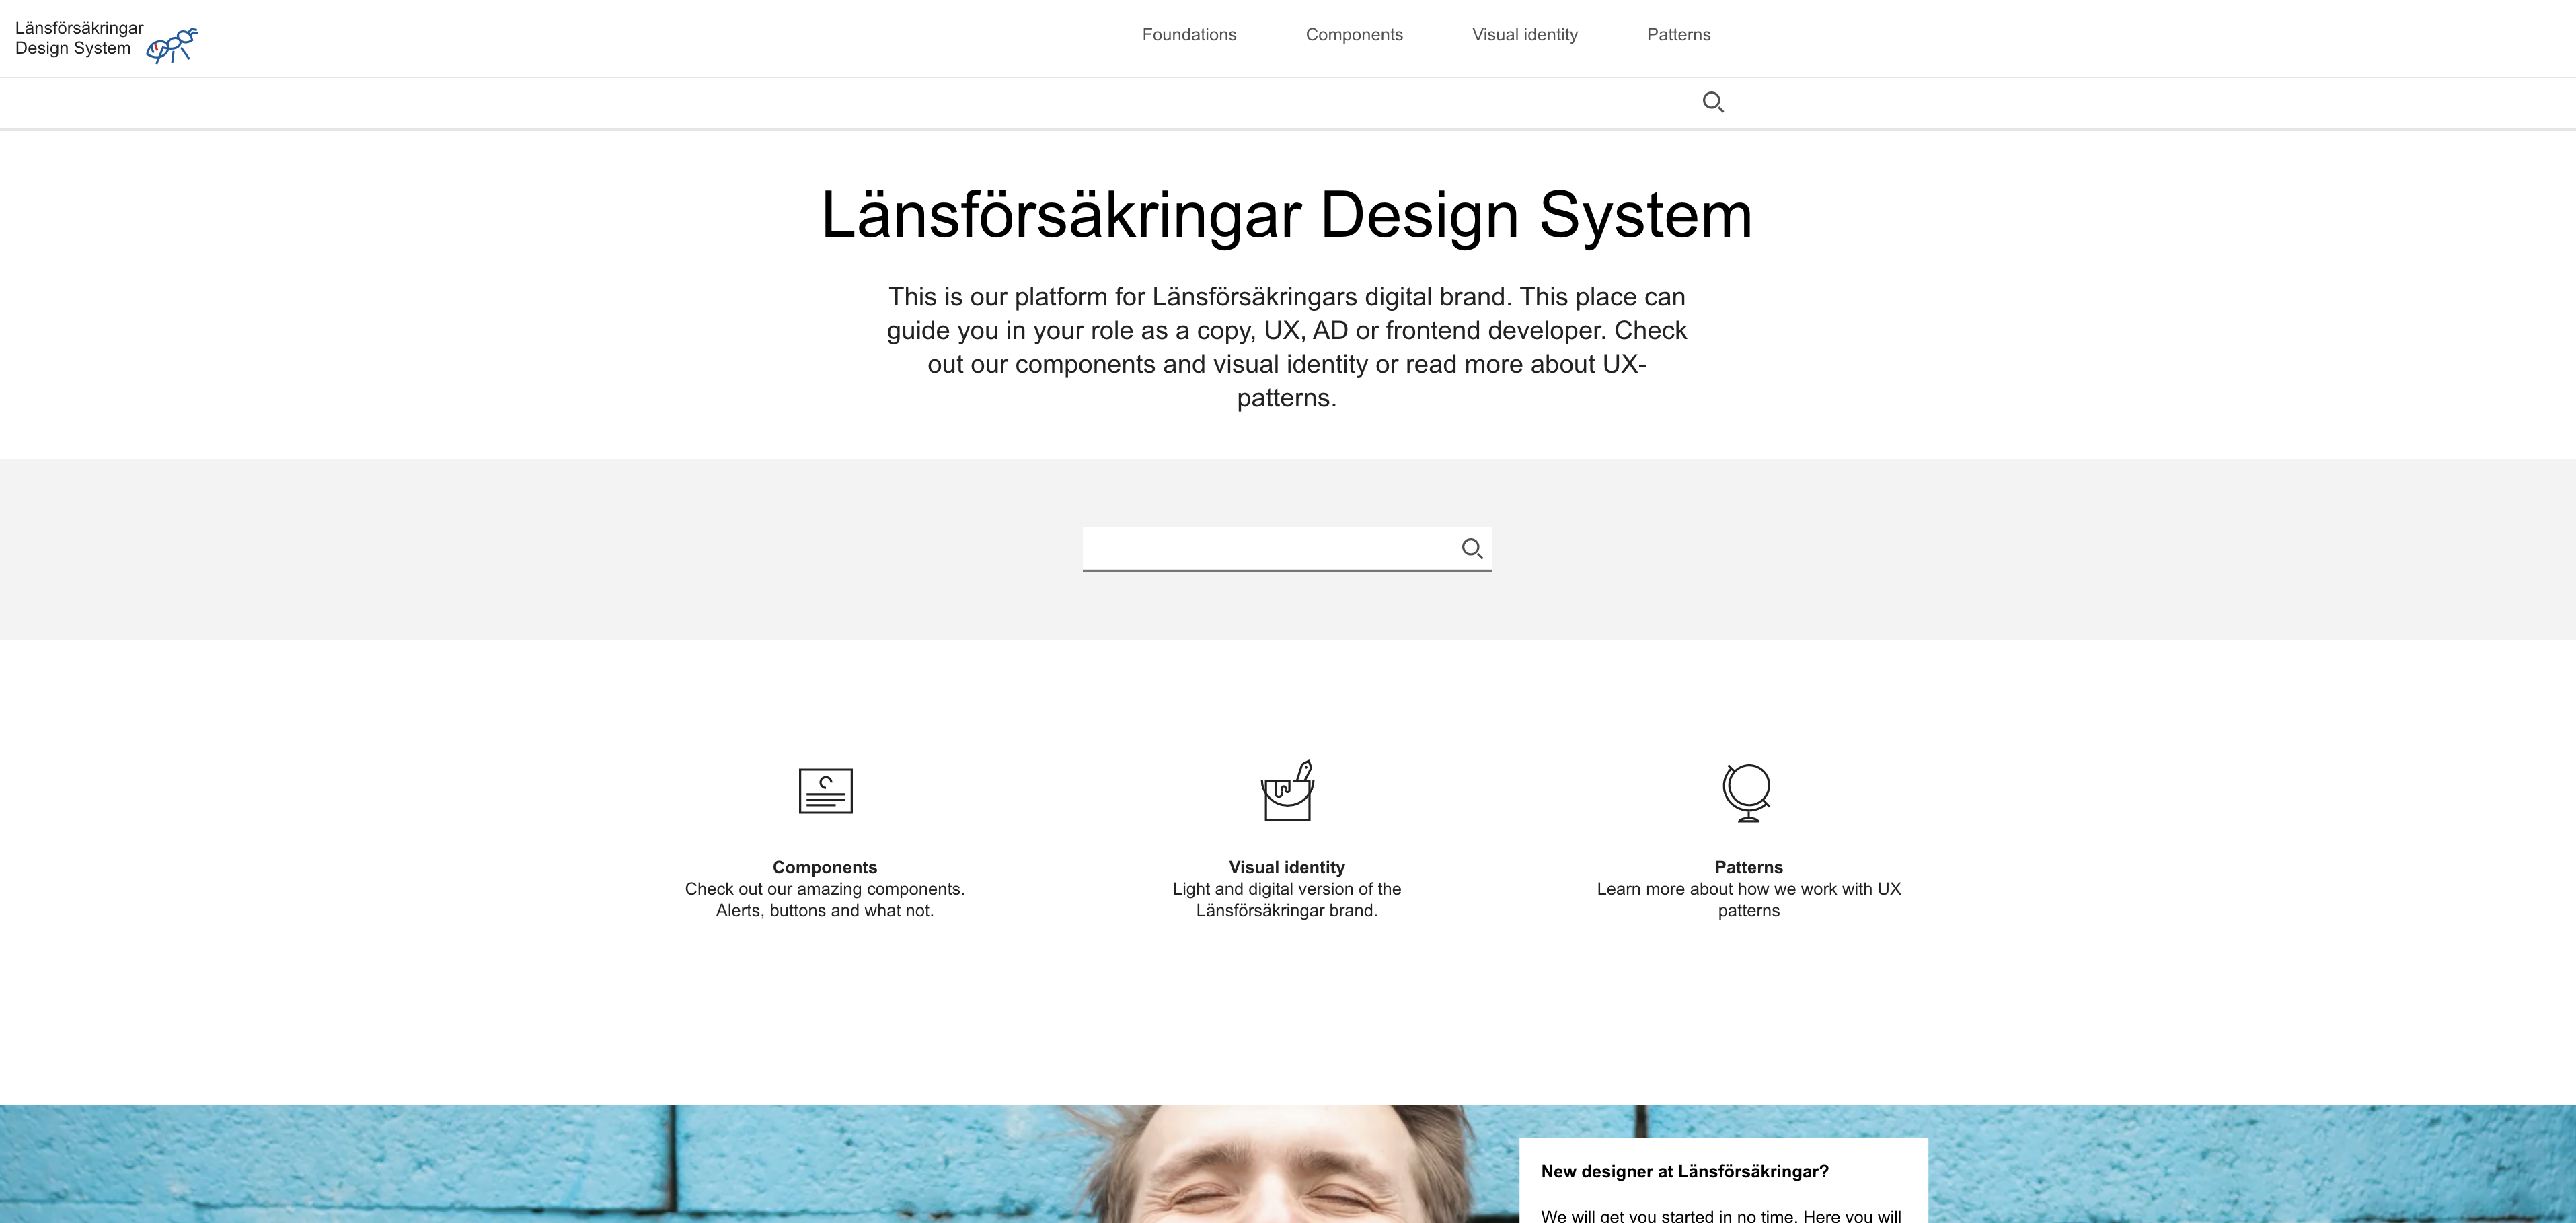 Länsförsäkringar
Design System
Foundations
Components
Visual identity
Patterns
Länsförsäkringar Design System
This is our platform for Länsförsäkringars digital brand. This place can
guide you in your role as a copy, UX, AD or frontend developer. Check
out our components and visual identity or read more about UX-
patterns.
Components
Check out our amazing components.
Alerts, buttons and what not.
Visual identity
Light and digital version of the
Länsförsäkringar brand.
Patterns
Learn more about how we work with UX
patterns
New designer at Länsförsäkringar?
We will get you started in no time. Here you will